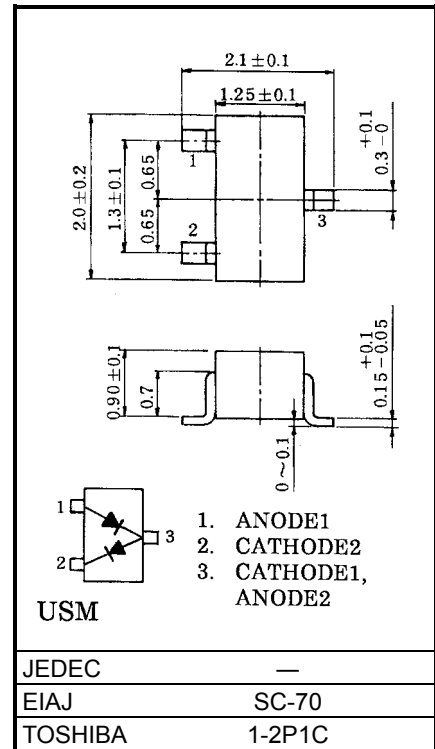 2.1±0.1
1.25±0.1
+0.1
0.3 -0
2.0±0.2
1.3±0.1
0.65
0.65
1
2
3
0.90±0.1
0.7
+0.1
0.15-0.05
0~0.1
1
2
3
1. ANODE1
2. CATHODE2
3. CATHODE1,
ANODE2
USM
JEDEC —
EIAJ SC-70
TOSHIBA 1-2P1C